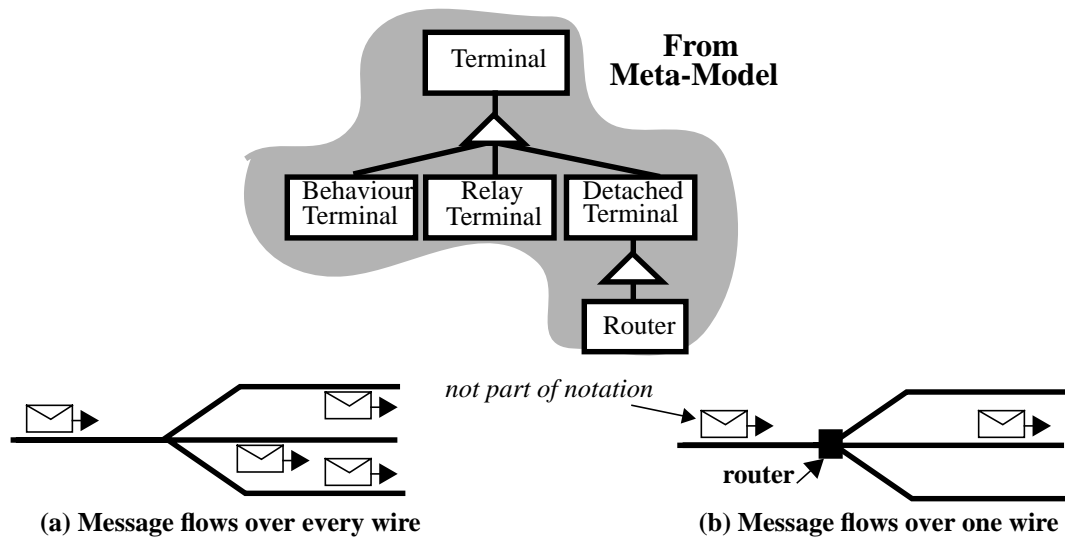 Terminal
From
Meta-Model
Behaviour
Terminal
Relay
Terminal
Detached
Terminal
Router
not part of notation
router
(a) Message flows over every wire
(b) Message flows over one wire